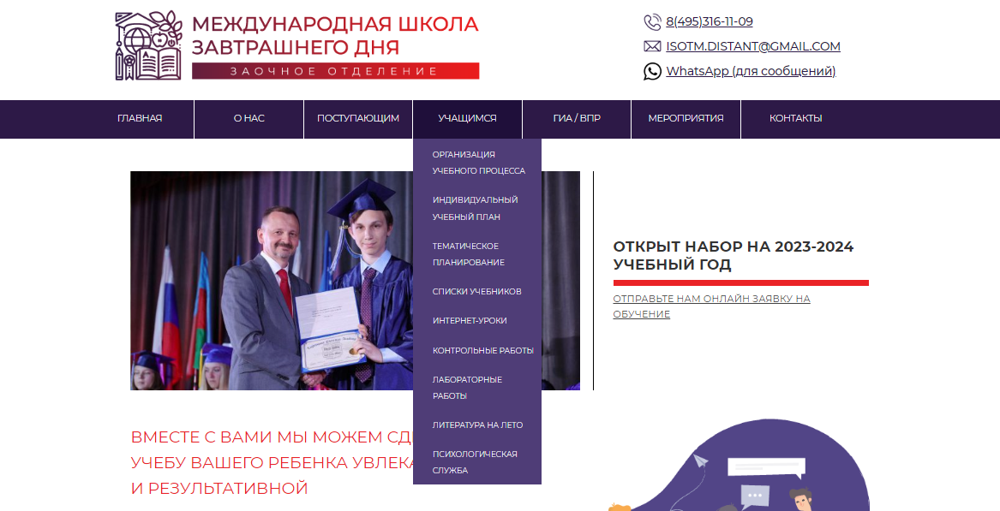 МЕЖДУНАРОДНАЯ ШКОЛА
ЗАВТРАШНЕГО ДНЯ
ЗАОЧНОЕ ОТДЕЛЕНИЕ
8(495)316-11-09
ISOTM.DISTANT@GMAIL.COM
WhatsApp (для сообщений)
ГЛАВНАЯ
О НАС
ПОСТУПАЮЩИМ
УЧАЩИМСЯ
ГИА / ВПР
МЕРОПРИЯТИЯ
КОНТАКТЫ
ОРГАНИЗАЦИЯ
УЧЕБНОГО ПРОЦЕССА
ИНДИВИДУАЛЬНЫЙ
УЧЕБНЫЙ ПЛАН
ТЕМАТИЧЕСКОЕ
ПЛАНИРОВАНИЕ
СПИСКИ УЧЕБНИКОВ
ИНТЕРНЕТ-УРОКИ
КОНТРОЛЬНЫЕ РАБОТЫ
ЛАБОРАТОРНЫЕ
РАБОТЫ
ЛИТЕРАТУРА НА ЛЕТО
ПСИХОЛОГИЧЕСКАЯ
СЛУЖБА
ОТКРЫТ НАБОР НА 2023-2024
УЧЕБНЫЙ ГОД
ОТПРАВЬТЕ НАМ ОНЛАЙН ЗАЯВКУ НА
ОБУЧЕНИЕ
ВМЕСТЕ С ВАМИ МЫ МОЖЕМ СД
УЧЕБУ ВАШЕГО РЕБЕНКА УВЛЕКА
И РЕЗУЛЬТАТИВНОЙ